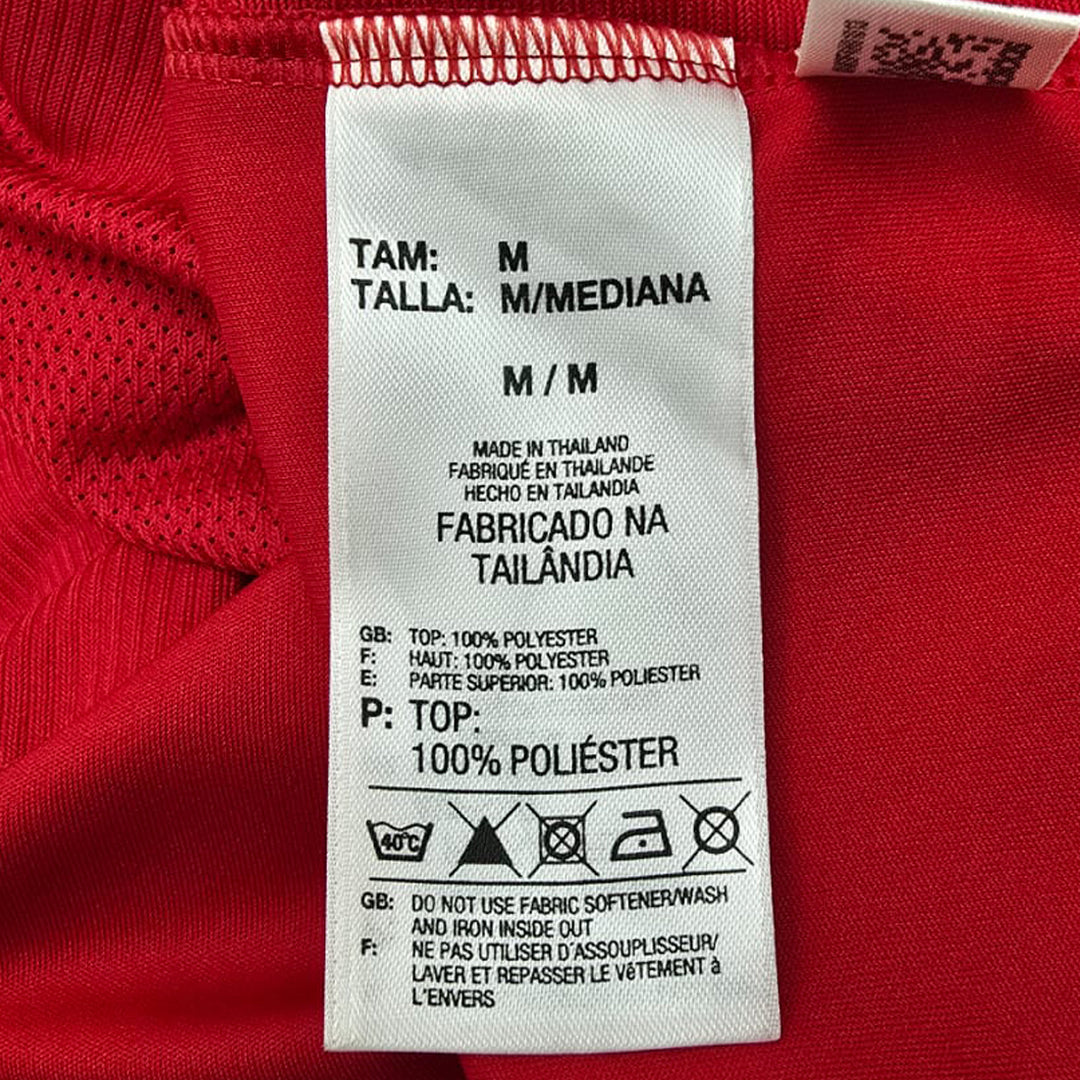 TAM: M
TALLA: M/MEDIANA
M / M
MADE IN THAILAND
FABRIQUÉ EN THAILANDE
HECHO EN TAILANDIA
FABRICADO NA
TAILÂNDIA
GB: TOP: 100% POLYESTER
F: HAUT: 100% POLYESTER
E: PARTE SUPERIOR: 100% POLIESTER
P: TOP:
100% POLIÉSTER
40°C
GB: DO NOT USE FABRIC SOFTENER/WASH
AND IRON INSIDE OUT
F: NE PAS UTILISER D'ASSOUPLISSEUR/
LAVER ET REPASSER LE VêTEMENT à
L'ENVERS